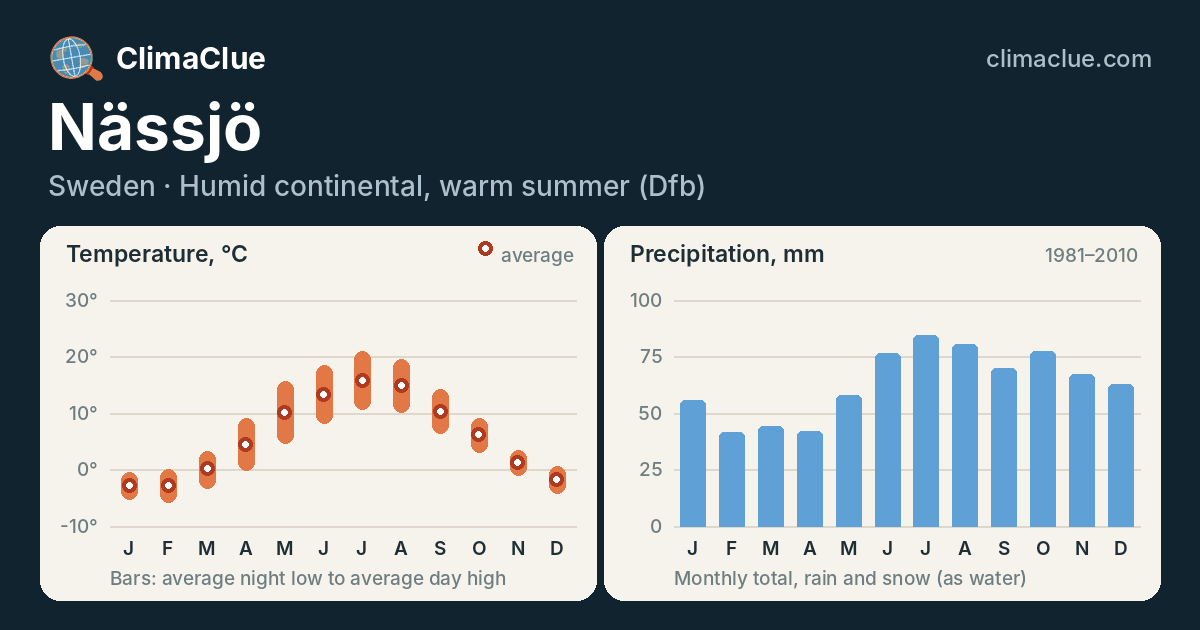 ClimaClue
climaclue.com
Nässjö
Sweden · Humid continental, warm summer (Dfb)
Temperature, °C
average
30°
20°
10°
0°
-10°
J F M A M J J A S O N D
Bars: average night low to average day high
Precipitation, mm
1981–2010
100
75
50
25
0
J F M A M J J A S O N D
Monthly total, rain and snow (as water)